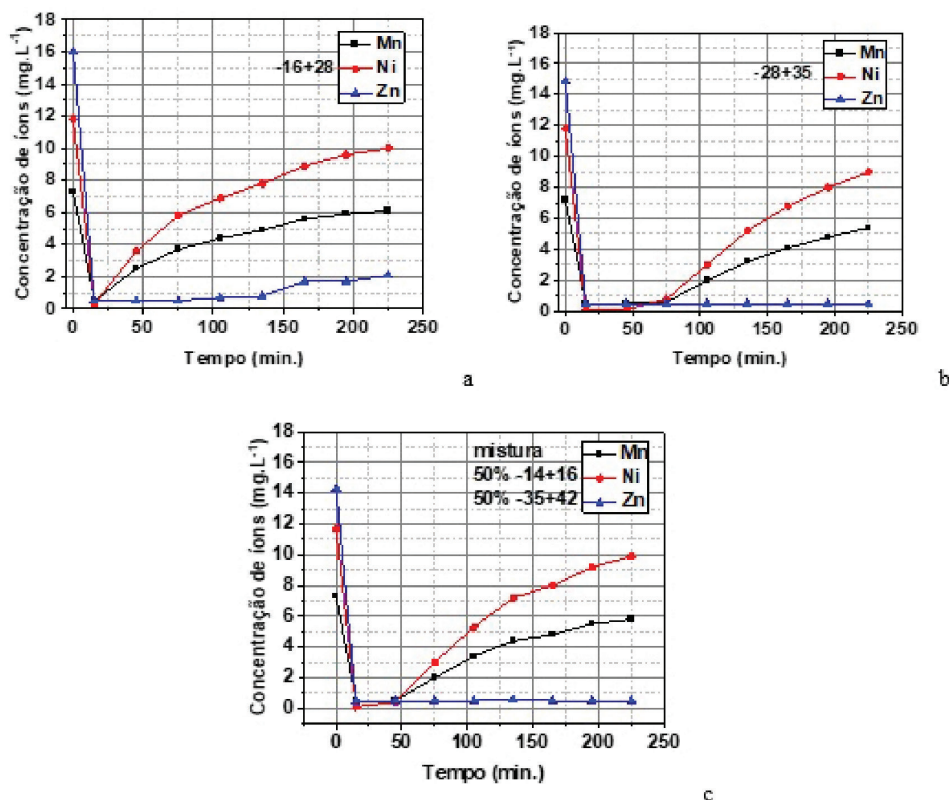 18
16
14
12
10
8
6
4
2
0
Concentração de íons (mg.L⁻¹)
-16+28
Mn
Ni
Zn
0 50 100 150 200 250
Tempo (min.)
a
18
16
14
12
10
8
6
4
2
0
Concentração de íons (mg.L⁻¹)
-28+35
Mn
Ni
Zn
0 50 100 150 200 250
Tempo (min.)
b
18
16
14
12
10
8
6
4
2
0
Concentração de íons (mg.L⁻¹)
mistura
50% -14+16
50% -35+42
Mn
Ni
Zn
0 50 100 150 200 250
Tempo (min.)
c